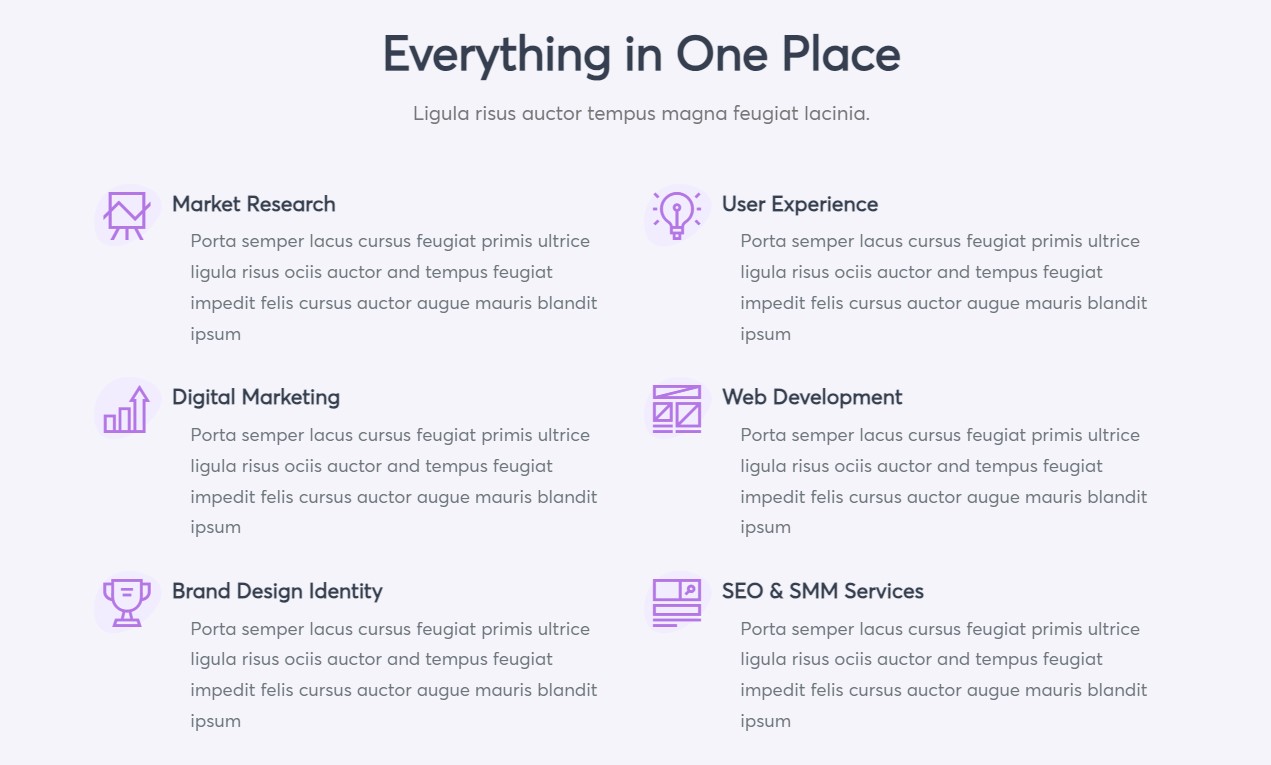 Everything in One Place
Ligula risus auctor tempus magna feugiat lacinia.
Market Research
Porta semper lacus cursus feugiat primis ultrice
ligula risus ociis auctor and tempus feugiat
impedit felis cursus auctor augue mauris blandit
ipsum
User Experience
Porta semper lacus cursus feugiat primis ultrice
ligula risus ociis auctor and tempus feugiat
impedit felis cursus auctor augue mauris blandit
ipsum
Digital Marketing
Porta semper lacus cursus feugiat primis ultrice
ligula risus ociis auctor and tempus feugiat
impedit felis cursus auctor augue mauris blandit
ipsum
Web Development
Porta semper lacus cursus feugiat primis ultrice
ligula risus ociis auctor and tempus feugiat
impedit felis cursus auctor augue mauris blandit
ipsum
Brand Design Identity
Porta semper lacus cursus feugiat primis ultrice
ligula risus ociis auctor and tempus feugiat
impedit felis cursus auctor augue mauris blandit
ipsum
SEO & SMM Services
Porta semper lacus cursus feugiat primis ultrice
ligula risus ociis auctor and tempus feugiat
impedit felis cursus auctor augue mauris blandit
ipsum